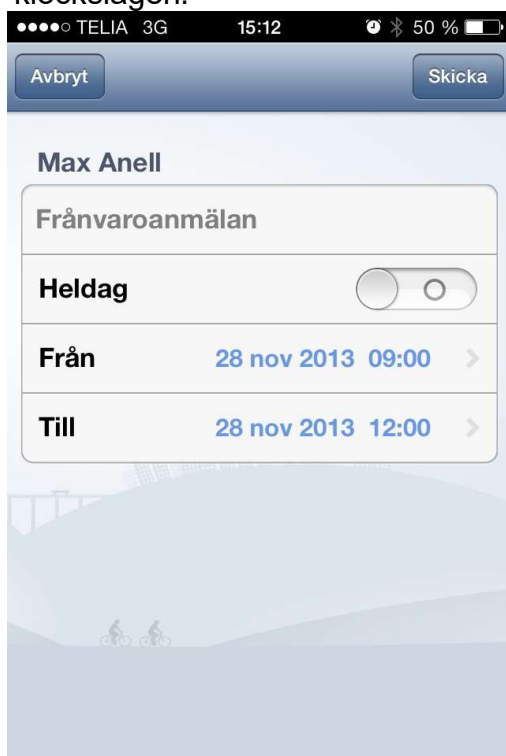 klockslagen.
TELIA 3G 15:12 50 %
Avbryt Skicka
Max Anell
Frånvaroanmälan
Heldag
Från 28 nov 2013 09:00
Till 28 nov 2013 12:00